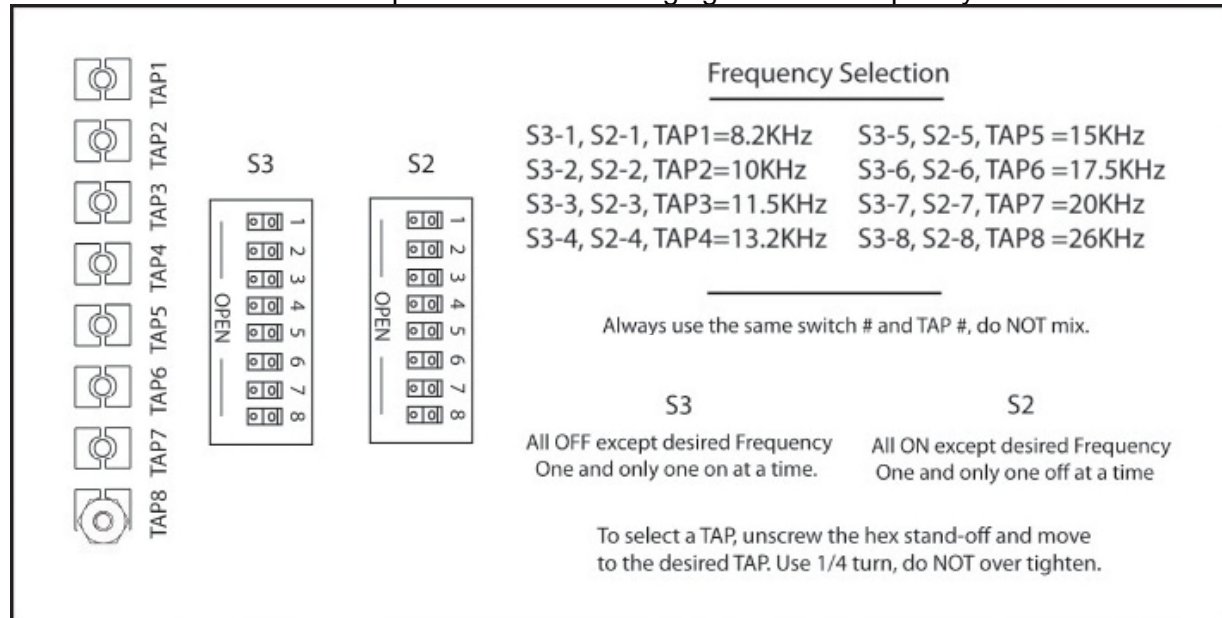 TAP1
TAP2
TAP3
TAP4
TAP5
TAP6
TAP7
TAP8
S3
OPEN
1
2
3
4
5
6
7
8
S2
OPEN
1
2
3
4
5
6
7
8
Frequency Selection
S3-1, S2-1, TAP1=8.2KHz
S3-2, S2-2, TAP2=10KHz
S3-3, S2-3, TAP3=11.5KHz
S3-4, S2-4, TAP4=13.2KHz
S3-5, S2-5, TAP5 =15KHz
S3-6, S2-6, TAP6 =17.5KHz
S3-7, S2-7, TAP7 =20KHz
S3-8, S2-8, TAP8 =26KHz
Always use the same switch # and TAP #, do NOT mix.
S3
All OFF except desired Frequency
One and only one on at a time.
S2
All ON except desired Frequency
One and only one off at a time
To select a TAP, unscrew the hex stand-off and move
to the desired TAP. Use 1/4 turn, do NOT over tighten.